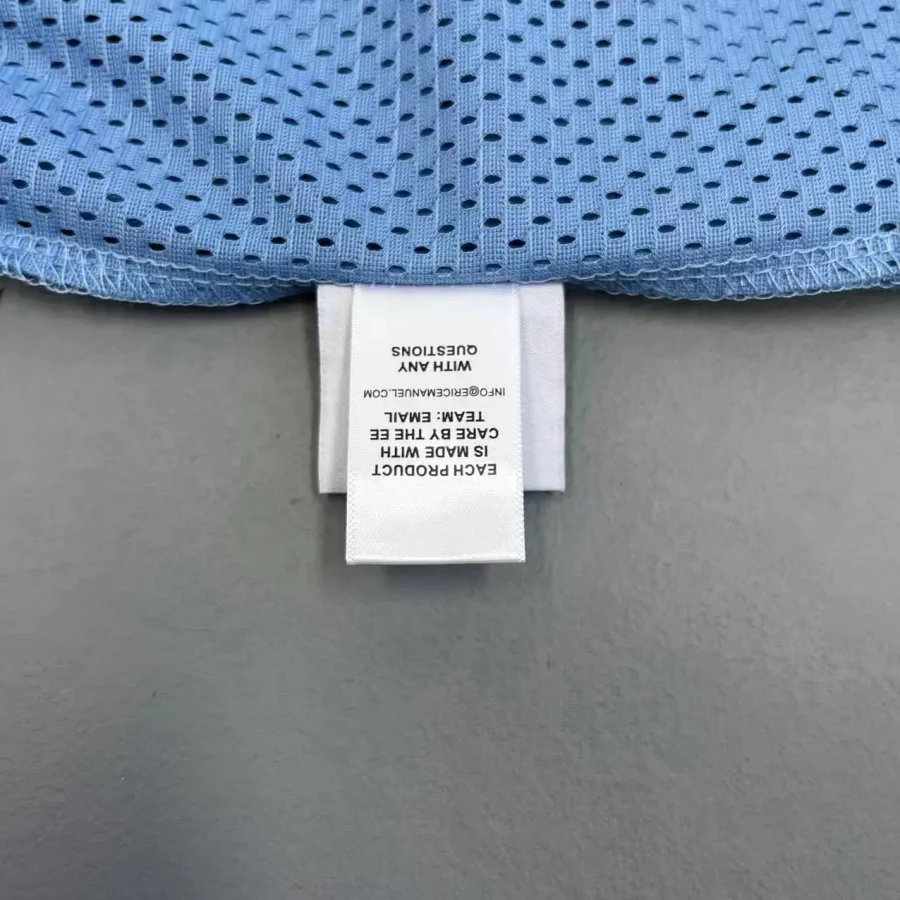 EACH PRODUCT
IS MADE WITH
CARE BY THE EE
TEAM: EMAIL
INFO@ERICEMANUEL.COM
WITH ANY
QUESTIONS